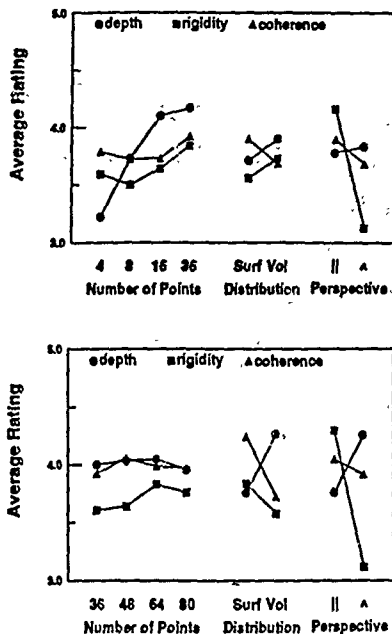 5.0
depth rigidity coherence
Average Rating
4.0
3.0
4 8 16 36 Surf Vol || ^
Number of Points Distribution Perspective
5.0
depth rigidity coherence
Average Rating
4.0
3.0
36 48 64 80 Surf Vol || ^
Number of Points Distribution Perspective